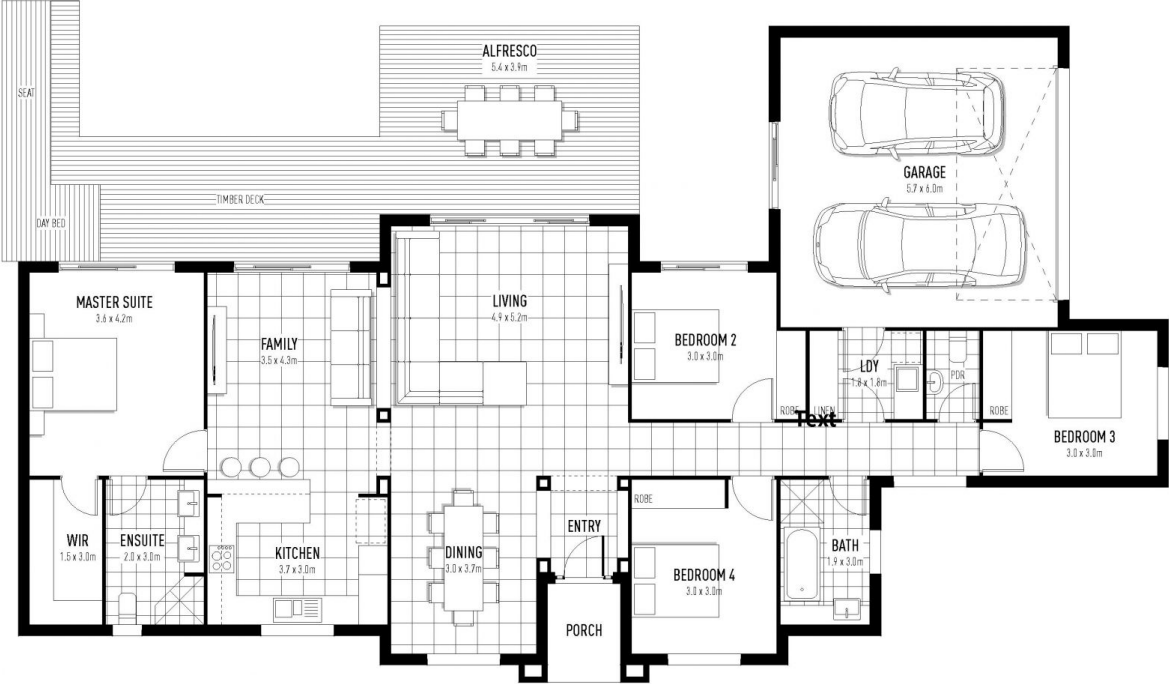 ALFRESCO
5.4 x 3.9m
SEAT
GARAGE
5.7 x 6.0m
TIMBER DECK
DAY BED
MASTER SUITE
3.6 x 4.2m
LIVING
4.9 x 5.2m
FAMILY
3.5 x 4.3m
BEDROOM 2
3.0 x 3.0m
LDY
1.8 x 1.8m
PDR
ROBE
LINEN
ROBE
Text
BEDROOM 3
3.0 x 3.0m
ROBE
WIR
1.5 x 3.0m
ENSUITE
2.0 x 3.0m
KITCHEN
3.7 x 3.0m
DINING
3.0 x 3.7m
ENTRY
BEDROOM 4
3.0 x 3.0m
BATH
1.9 x 3.0m
PORCH